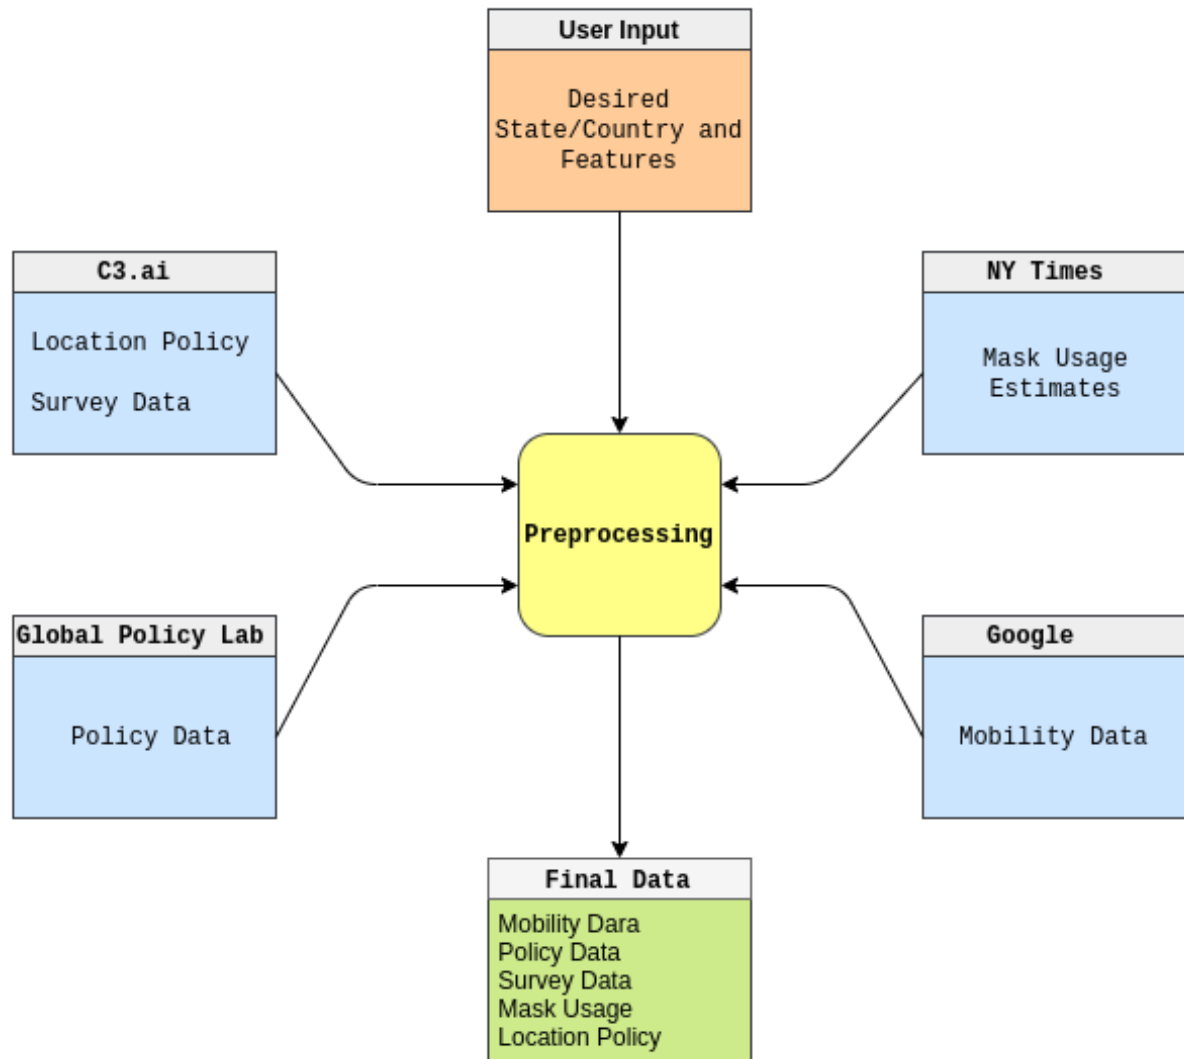 User Input
Desired
State/Country and
Features
C3.ai
Location Policy
Survey Data
NY Times
Mask Usage
Estimates
Preprocessing
Global Policy Lab
Policy Data
Google
Mobility Data
Final Data
Mobility Dara
Policy Data
Survey Data
Mask Usage
Location Policy